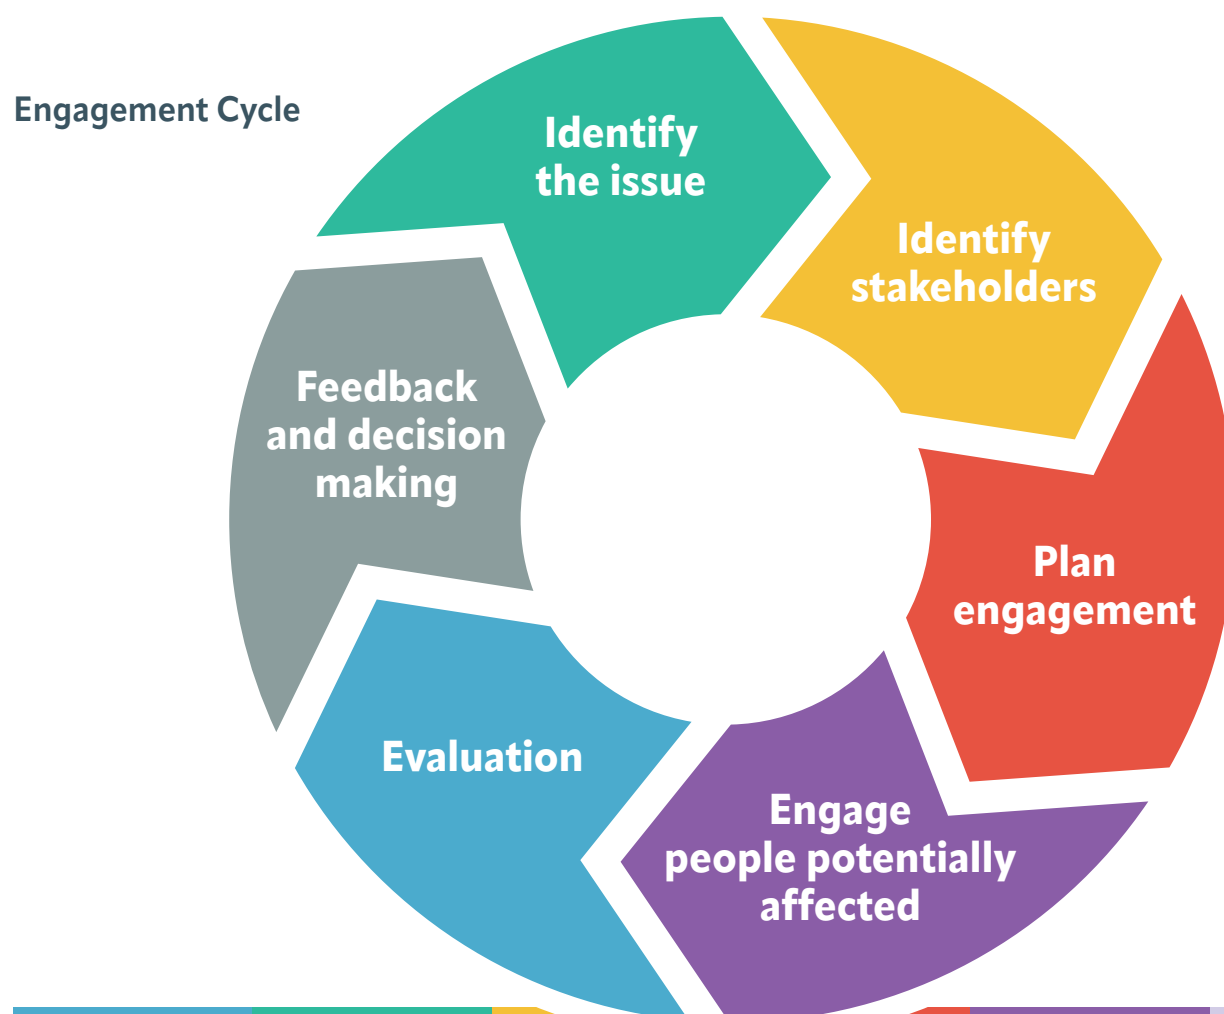 Engagement Cycle
Identify
the issue
Identify
stakeholders
Plan
engagement
Engage
people potentially
affected
Evaluation
Feedback
and decision
making